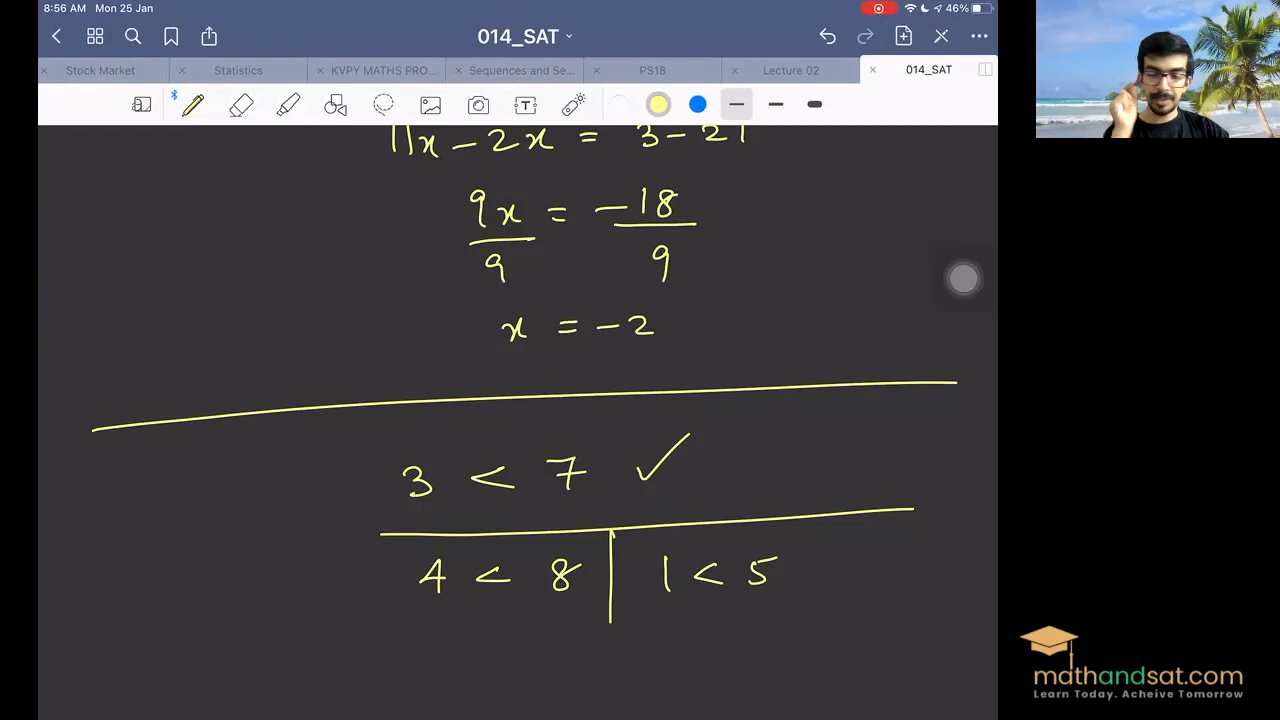 8:56 AM Mon 25 Jan
46%
014_SAT
Stock Market
Statistics
KVPY MATHS PRO...
Sequences and Se...
PS18
Lecture 02
014_SAT
T
11x - 2x = 3 - 21
9x = -18
9 9
x = -2
3 < 7 ✓
4 < 8 | 1 < 5
mathandsat.com
Learn Today. Acheive Tomorrow